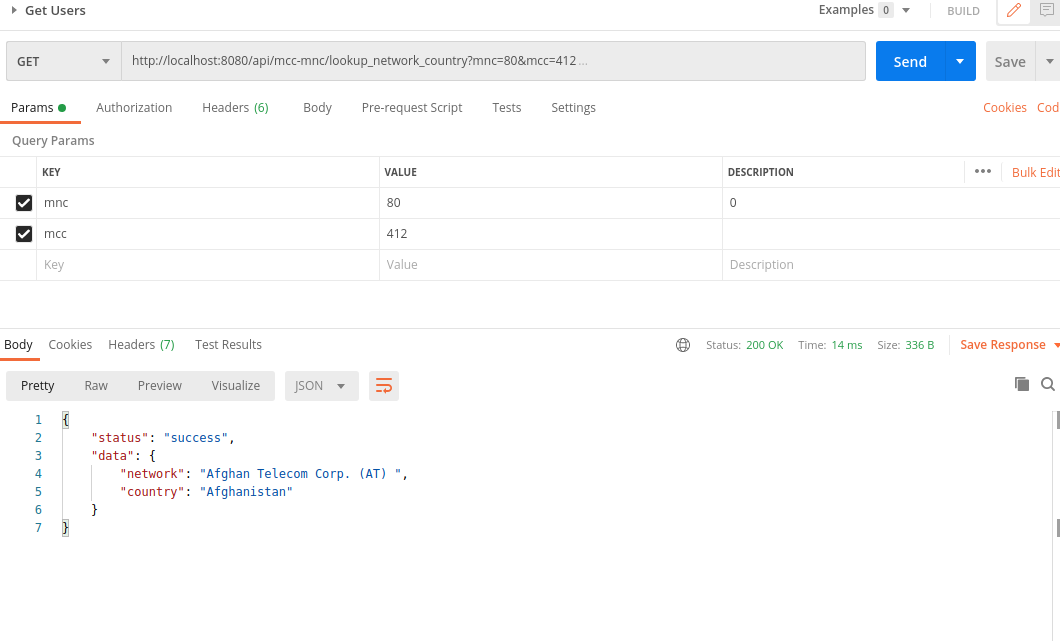 Get Users Examples 0 BUILD
GET http://localhost:8080/api/mcc-mnc/lookup_network_country?mnc=80&mcc=412 ... Send Save
Params Authorization Headers (6) Body Pre-request Script Tests Settings Cookies Cod
Query Params
KEY VALUE DESCRIPTION ••• Bulk Edit
mnc 80 0
mcc 412
Key Value Description
Body Cookies Headers (7) Test Results Status: 200 OK Time: 14 ms Size: 336 B Save Response
Pretty Raw Preview Visualize JSON
1 {
2 "status": "success",
3 "data": {
4 "network": "Afghan Telecom Corp. (AT) ",
5 "country": "Afghanistan"
6 }
7 }